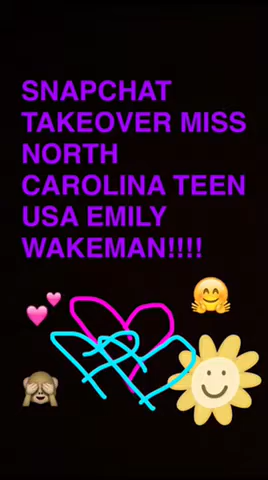 SNAPCHAT
TAKEOVER MISS
NORTH
CAROLINA TEEN
USA EMILY
WAKEMAN!!!!